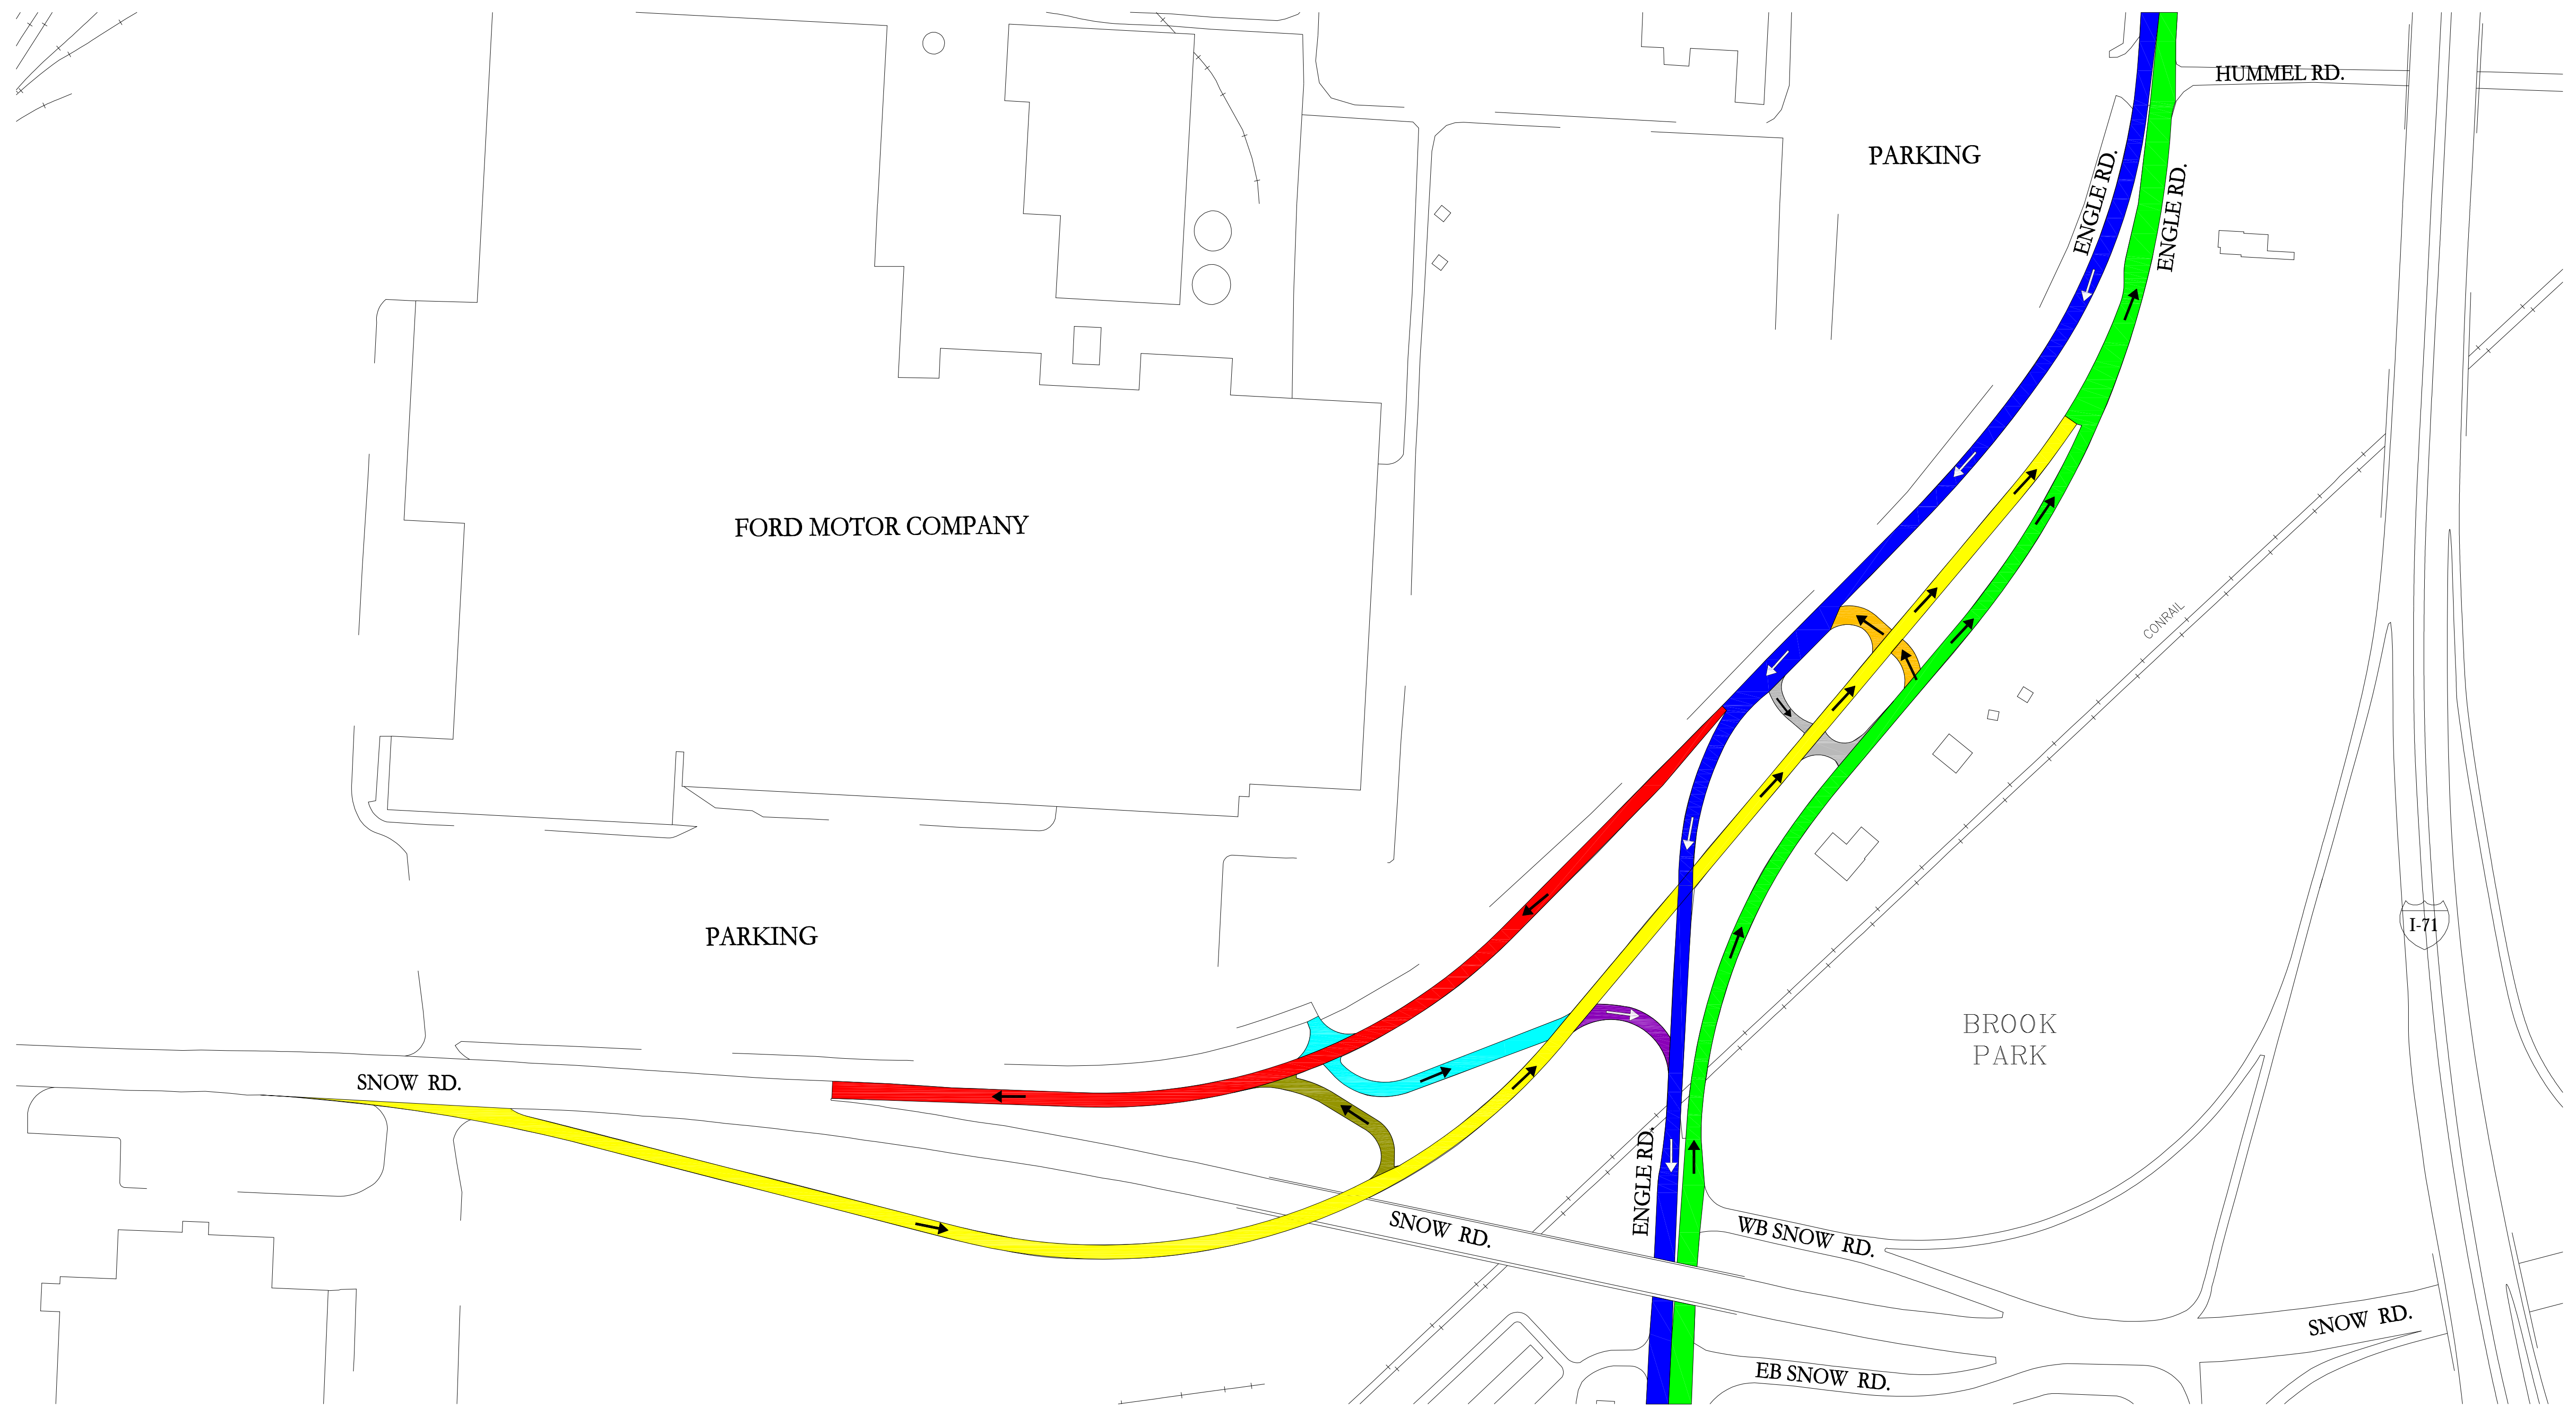 HUMMEL RD.
PARKING
ENGLE RD.
ENGLE RD.
FORD MOTOR COMPANY
CONRAIL
I-71
PARKING
BROOK
PARK
SNOW RD.
ENGLE RD.
SNOW RD.
WB SNOW RD.
SNOW RD.
EB SNOW RD.